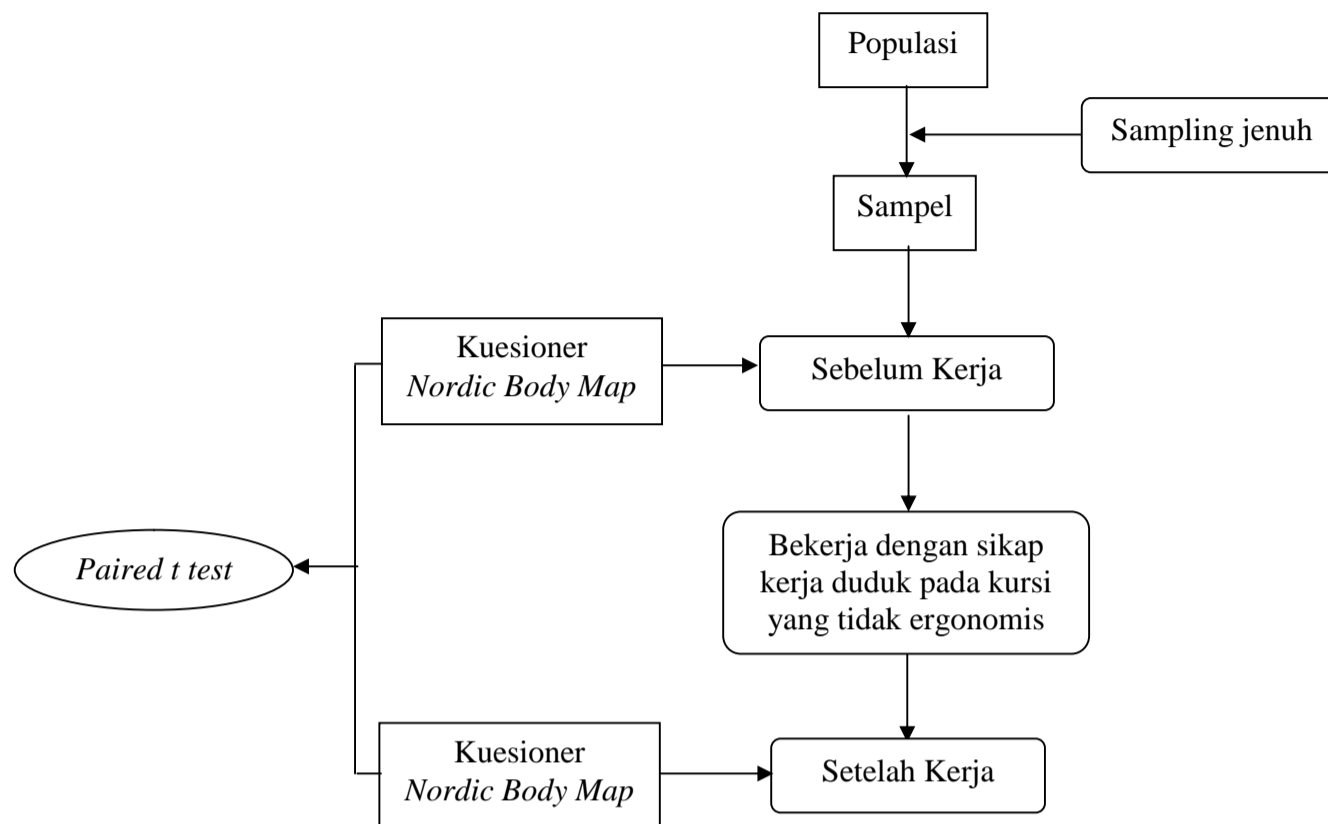 Populasi
Sampling jenuh
Sampel
Kuesioner
Nordic Body Map
Sebelum Kerja
Bekerja dengan sikap
kerja duduk pada kursi
yang tidak ergonomis
Paired t test
Kuesioner
Nordic Body Map
Setelah Kerja